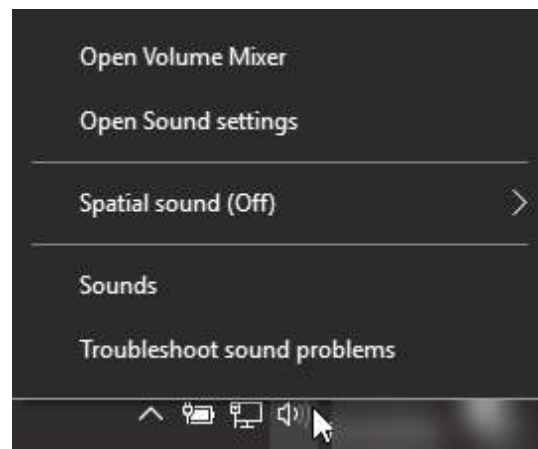 Open Volume Mixer
Open Sound settings
Spatial sound (Off)
Sounds
Troubleshoot sound problems